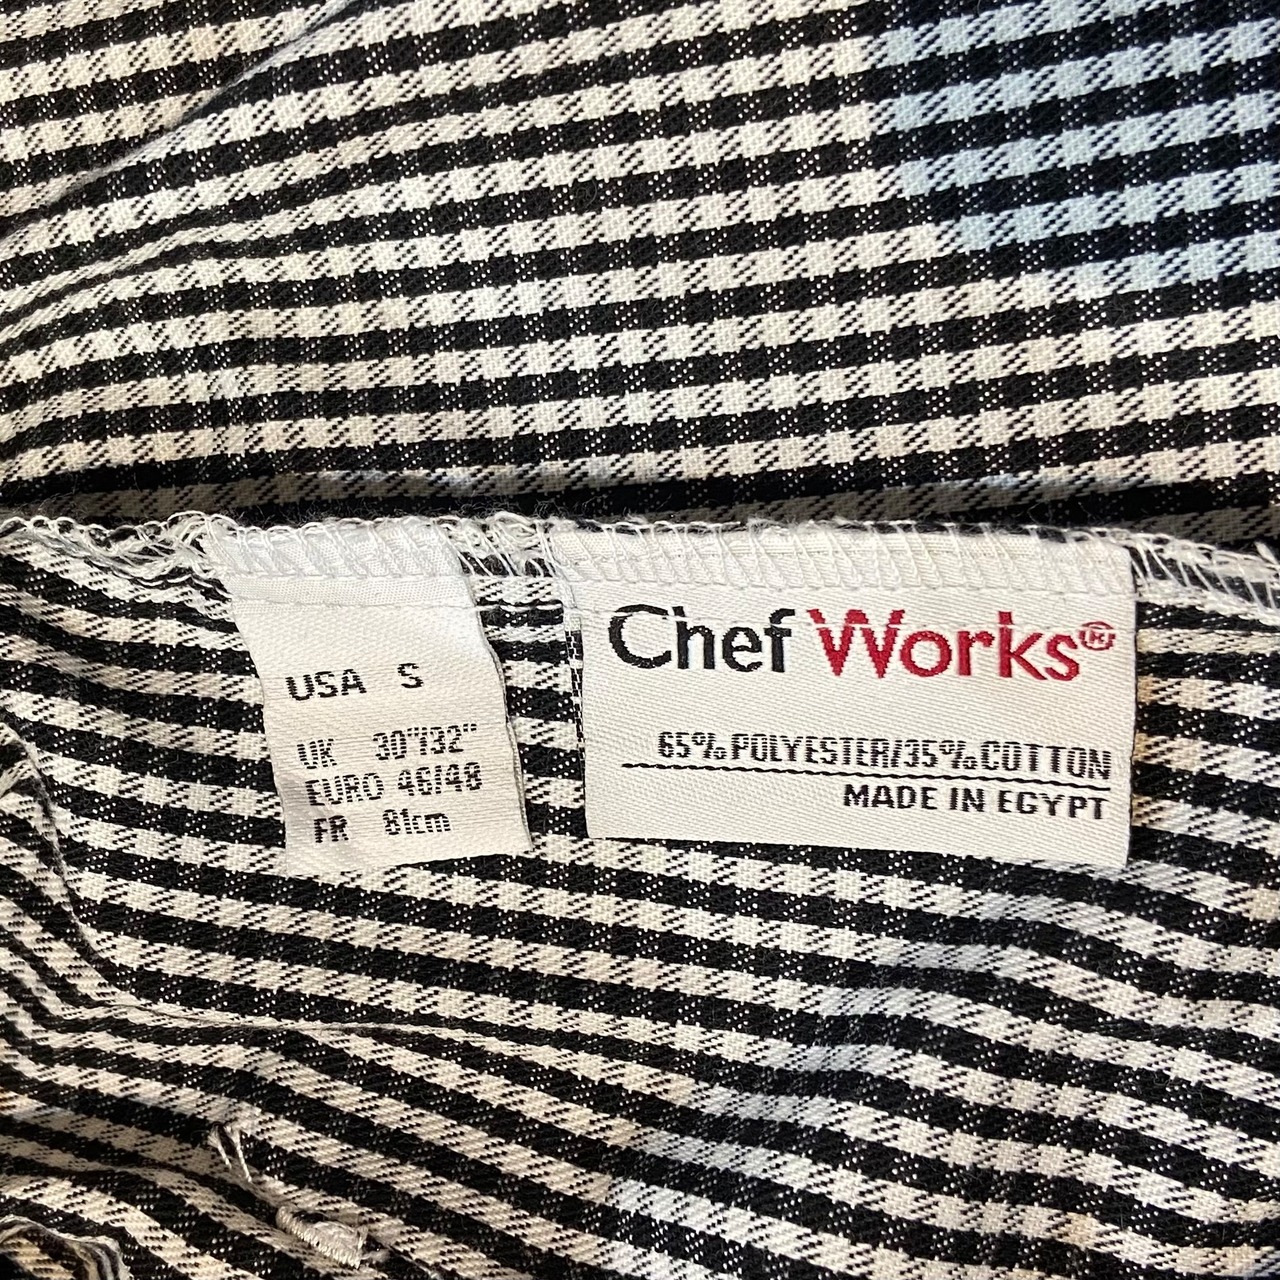 USA S
UK 30"/32"
EURO 46/48
FR 81cm
Chef Works®
65% POLYESTER/35% COTTON
MADE IN EGYPT